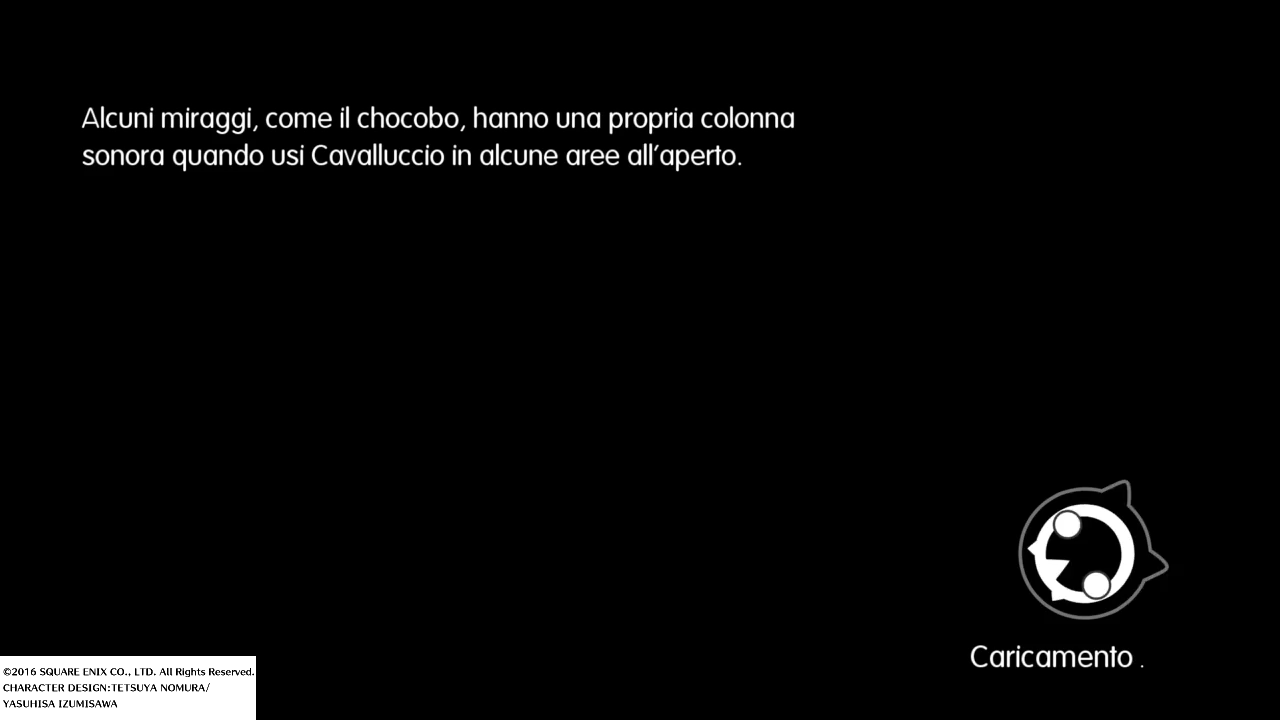 Alcuni miraggi, come il chocobo, hanno una propria colonna
sonora quando usi Cavalluccio in alcune aree all'aperto.
Caricamento .
©2016 SQUARE ENIX CO., LTD. All Rights Reserved.
CHARACTER DESIGN:TETSUYA NOMURA/
YASUHISA IZUMISAWA